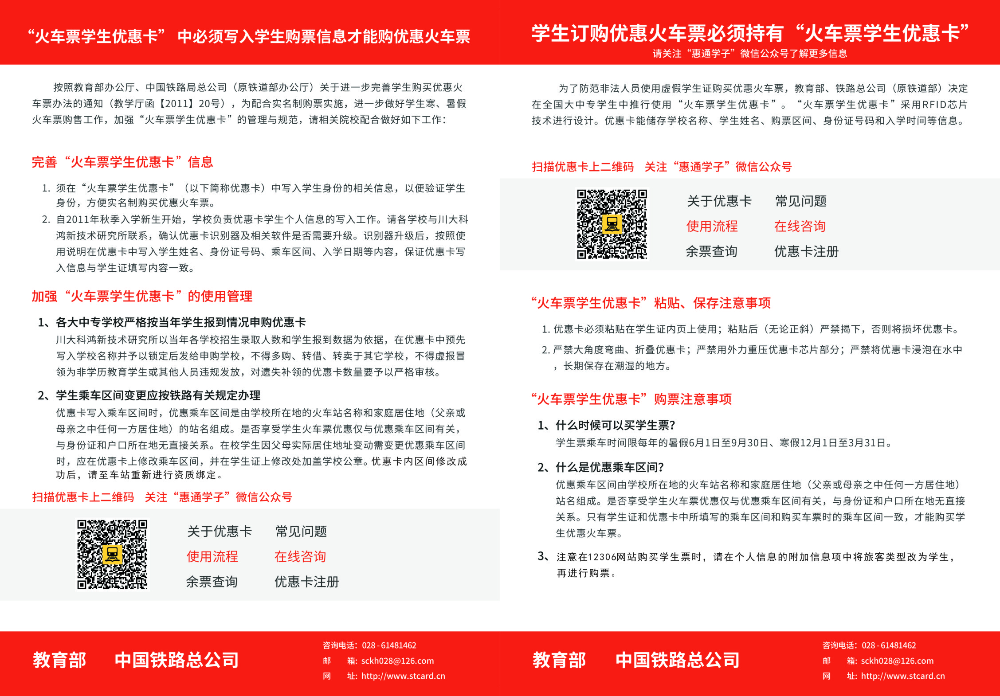 “火车票学生优惠卡” 中必须写入学生购票信息才能购优惠火车票
按照教育部办公厅、中国铁路局总公司（原铁道部办公厅）关于进一步完善学生购买优惠火
车票办法的通知（教学厅函【2011】20号），为配合实名制购票实施，进一步做好学生寒、暑假
火车票购售工作，加强“火车票学生优惠卡”的管理与规范，请相关院校配合做好如下工作：
完善“火车票学生优惠卡”信息
1. 须在“火车票学生优惠卡”（以下简称优惠卡）中写入学生身份的相关信息，以便验证学生
身份，方便实名制购买优惠火车票。
2. 自2011年秋季入学新生开始，学校负责优惠卡学生个人信息的写入工作。请各学校与川大科
鸿新技术研究所联系，确认优惠卡识别器及相关软件是否需要升级。识别器升级后，按照使
用说明在优惠卡中写入学生姓名、身份证号码、乘车区间、入学日期等内容，保证优惠卡写
入信息与学生证填写内容一致。
加强“火车票学生优惠卡”的使用管理
1、各大中专学校严格按当年学生报到情况申购优惠卡
川大科鸿新技术研究所以当年各学校招生录取人数和学生报到数据为依据，在优惠卡中预先
写入学校名称并予以锁定后发给申购学校，不得多购、转借、转卖于其它学校，不得虚报冒
领为非学历教育学生或其他人员违规发放，对遗失补领的优惠卡数量要予以严格审核。
2、学生乘车区间变更应按铁路有关规定办理
优惠卡写入乘车区间时，优惠乘车区间是由学校所在地的火车站名称和家庭居住地（父亲或
母亲之中任何一方居住地）的站名组成。是否享受学生火车票优惠仅与优惠乘车区间有关，
与身份证和户口所在地无直接关系。在校学生因父母实际居住地址变动需变更优惠乘车区间
时，应在优惠卡上修改乘车区间，并在学生证上修改处加盖学校公章。优惠卡内区间修改成
功后，请至车站重新进行资质绑定。
扫描优惠卡上二维码 关注“惠通学子”微信公众号
关于优惠卡 常见问题
使用流程 在线咨询
余票查询 优惠卡注册
教育部 中国铁路总公司
咨询电话：028-61481462
邮 箱：sckh028@126.com
网 址：http://www.stcard.cn
学生订购优惠火车票必须持有“火车票学生优惠卡”
请关注“惠通学子”微信公众号了解更多信息
为了防范非法人员使用虚假学生证购买优惠火车票，教育部、铁路总公司（原铁道部）决定
在全国大中专学生中推行使用“火车票学生优惠卡”。“火车票学生优惠卡”采用RFID芯片
技术进行设计。优惠卡能储存学校名称、学生姓名、购票区间、身份证号码和入学时间等信息。
扫描优惠卡上二维码 关注“惠通学子”微信公众号
关于优惠卡 常见问题
使用流程 在线咨询
余票查询 优惠卡注册
“火车票学生优惠卡”粘贴、保存注意事项
1. 优惠卡必须粘贴在学生证内页上使用；粘贴后（无论正斜）严禁揭下，否则将损坏优惠卡。
2. 严禁大角度弯曲、折叠优惠卡；严禁用外力重压优惠卡芯片部分；严禁将优惠卡浸泡在水中
，长期保存在潮湿的地方。
“火车票学生优惠卡”购票注意事项
1、什么时候可以买学生票？
学生票乘车时间限每年的暑假6月1日至9月30日、寒假12月1日至3月31日。
2、什么是优惠乘车区间？
优惠乘车区间由学校所在地的火车站名称和家庭居住地（父亲或母亲之中任何一方居住地）
站名组成。是否享受学生火车票优惠仅与优惠乘车区间有关，与身份证和户口所在地无直接
关系。只有学生证和优惠卡中所填写的乘车区间和购买车票时的乘车区间一致，才能购买学
生优惠火车票。
3、注意在12306网站购买学生票时，请在个人信息的附加信息项中将旅客类型改为学生，
再进行购票。
教育部 中国铁路总公司
咨询电话：028-61481462
邮 箱：sckh028@126.com
网 址：http://www.stcard.cn